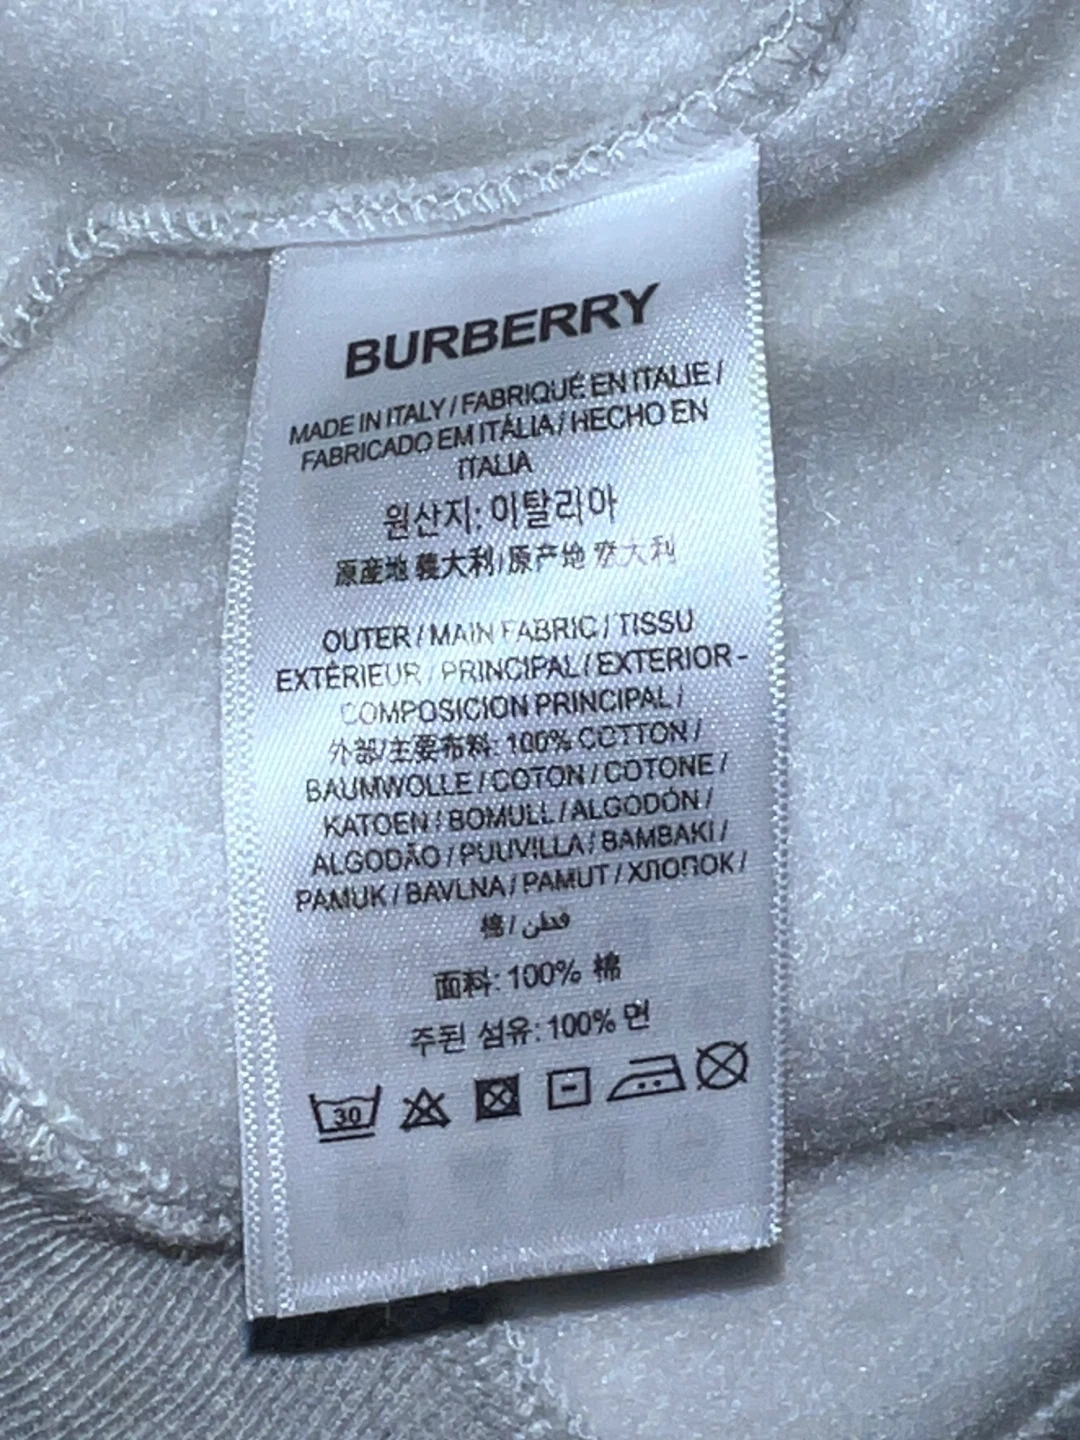 BURBERRY
MADE IN ITALY / FABRIQUÉ EN ITALIE /
FABRICADO EM ITÁLIA / HECHO EN
ITALIA
원산지: 이탈리아
原産地 義大利/原产地 意大利
OUTER / MAIN FABRIC / TISSU
EXTÉRIEUR / PRINCIPAL / EXTERIOR -
COMPOSICION PRINCIPAL /
外部/主要布料: 100% COTTON /
BAUMWOLLE / COTON / COTONE /
KATOEN / BOMULL / ALGODÓN /
ALGODÃO / PUUVILLA / BAMBAKI /
PAMUK / BAVLNA / PAMUT / ХЛОПОК /
棉 / قطن
面料: 100% 棉
주된 섬유: 100% 면
30